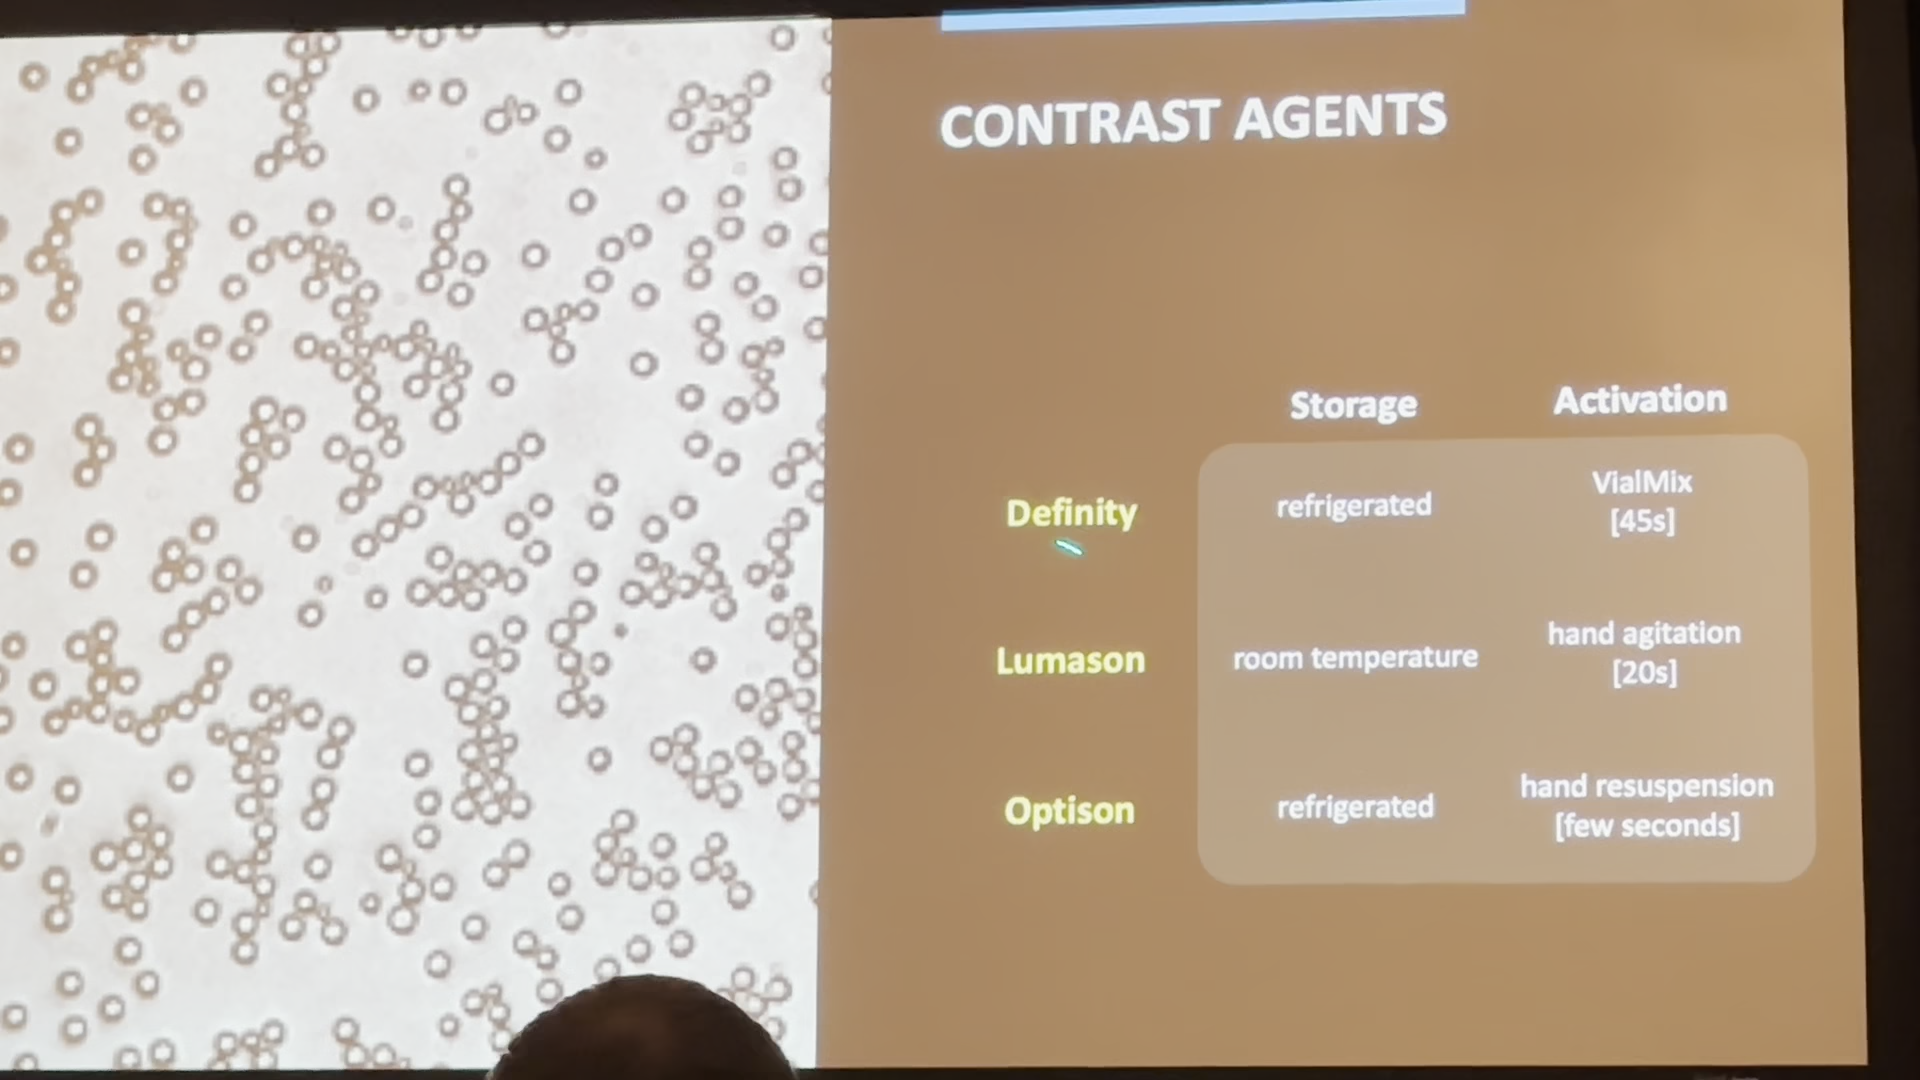 CONTRAST AGENTS
Storage Activation
Definity refrigerated VialMix
[45s]
Lumason room temperature hand agitation
[20s]
Optison refrigerated hand resuspension
[few seconds]